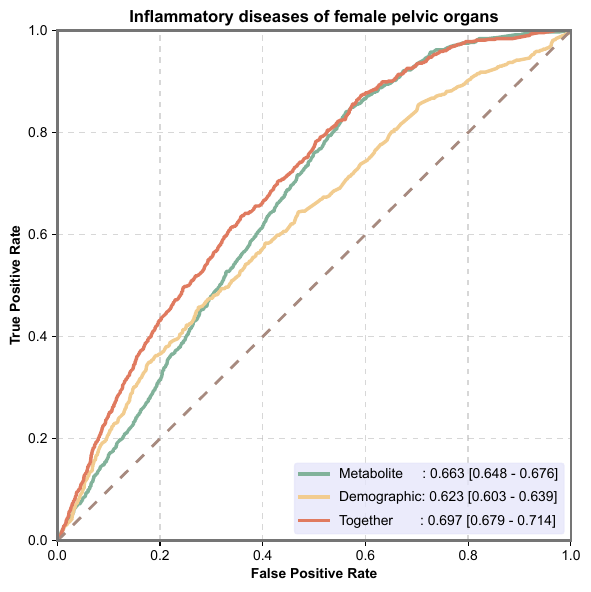 Inflammatory diseases of female pelvic organs
True Positive Rate
1.0
0.8
0.6
0.4
0.2
0.0
Metabolite : 0.663 [0.648 - 0.676]
Demographic: 0.623 [0.603 - 0.639]
Together : 0.697 [0.679 - 0.714]
0.0 0.2 0.4 0.6 0.8 1.0
False Positive Rate